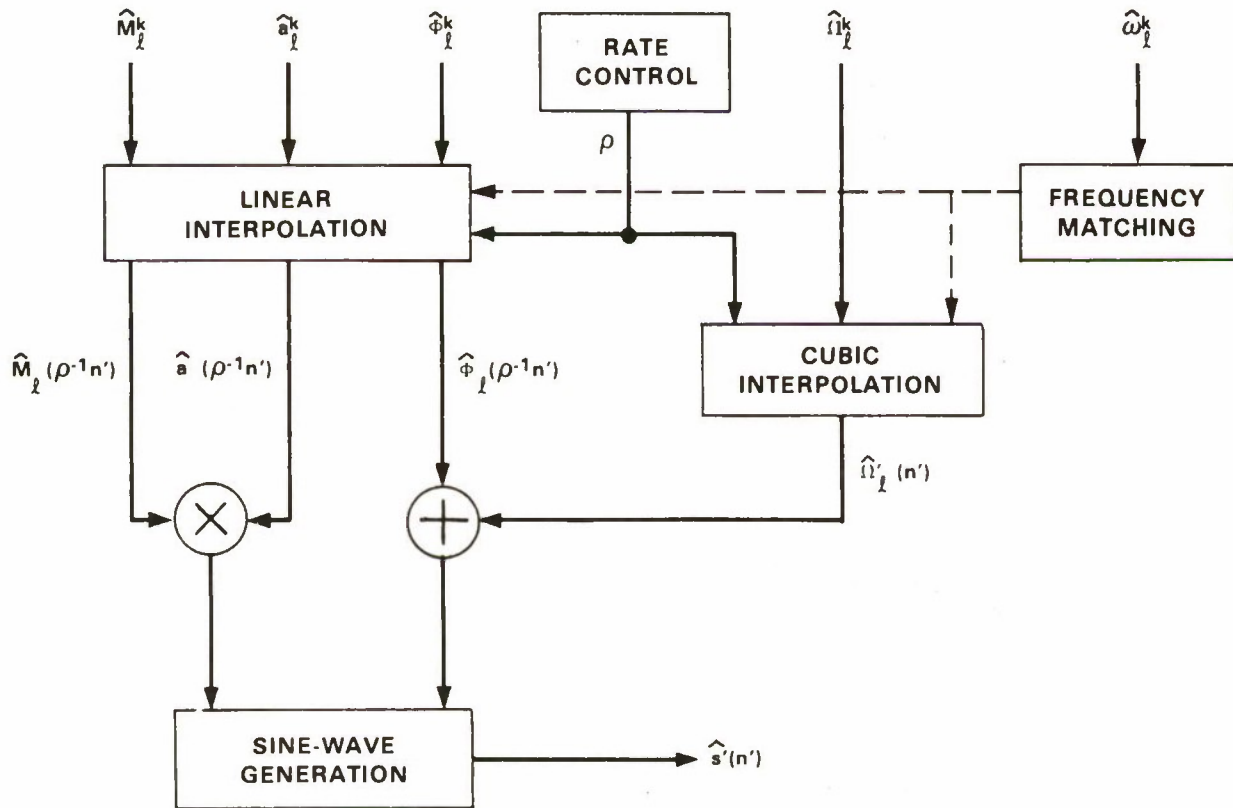 M̂ₗᵏ âₗᵏ Φ̂ₗᵏ Ω̂ₗᵏ ω̂ₗᵏ
RATE
CONTROL
ρ
LINEAR
INTERPOLATION
FREQUENCY
MATCHING
CUBIC
INTERPOLATION
M̂ₗ(ρ⁻¹n′) â (ρ⁻¹n′) Φ̂ₗ(ρ⁻¹n′)
Ω̂′ₗ (n′)
× +
SINE-WAVE
GENERATION
ŝ′(n′)